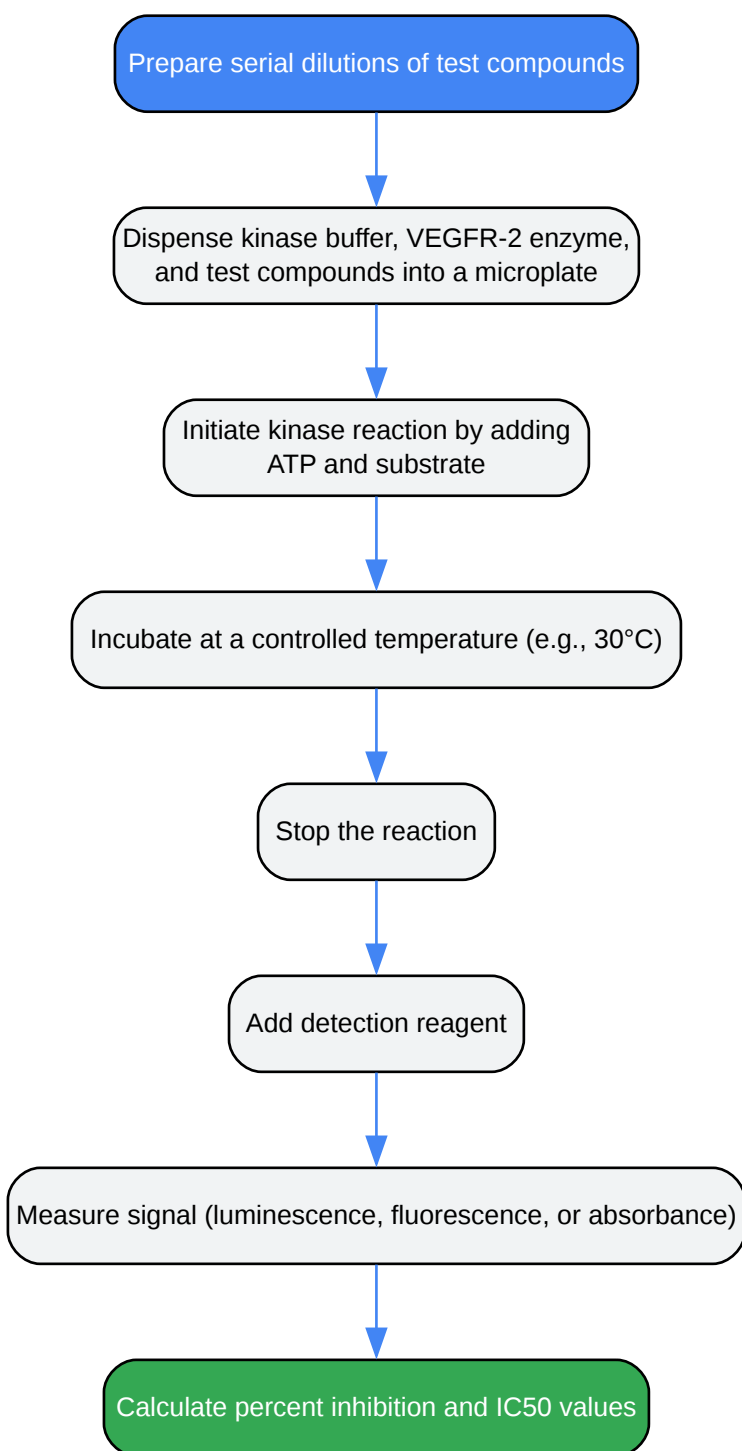 Prepare serial dilutions of test compounds
Dispense kinase buffer, VEGFR-2 enzyme,
and test compounds into a microplate
Initiate kinase reaction by adding
ATP and substrate
Incubate at a controlled temperature (e.g., 30°C)
Stop the reaction
Add detection reagent
Measure signal (luminescence, fluorescence, or absorbance)
Calculate percent inhibition and IC50 values